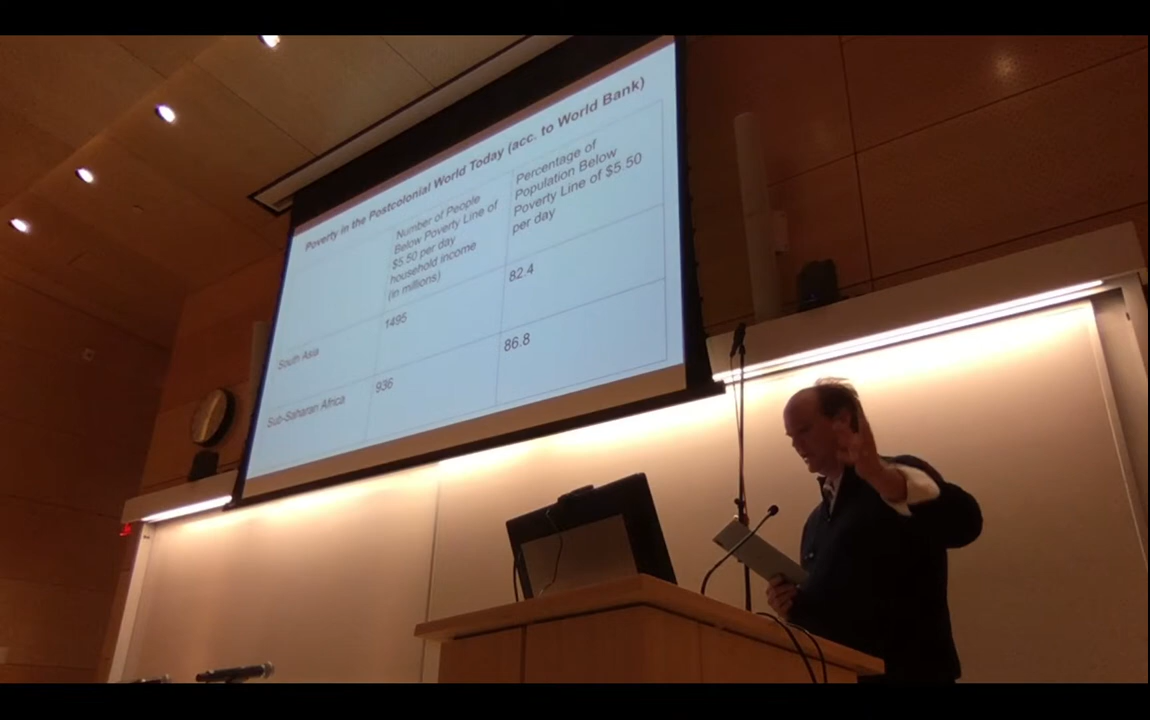 Poverty in the Postcolonial World Today (acc. to World Bank)
Number of People
Below Poverty Line of
$5.50 per day
household income
(in millions)
Percentage of
Population Below
Poverty Line of $5.50
per day
South Asia
1495
82.4
Sub-Saharan Africa
936
86.8